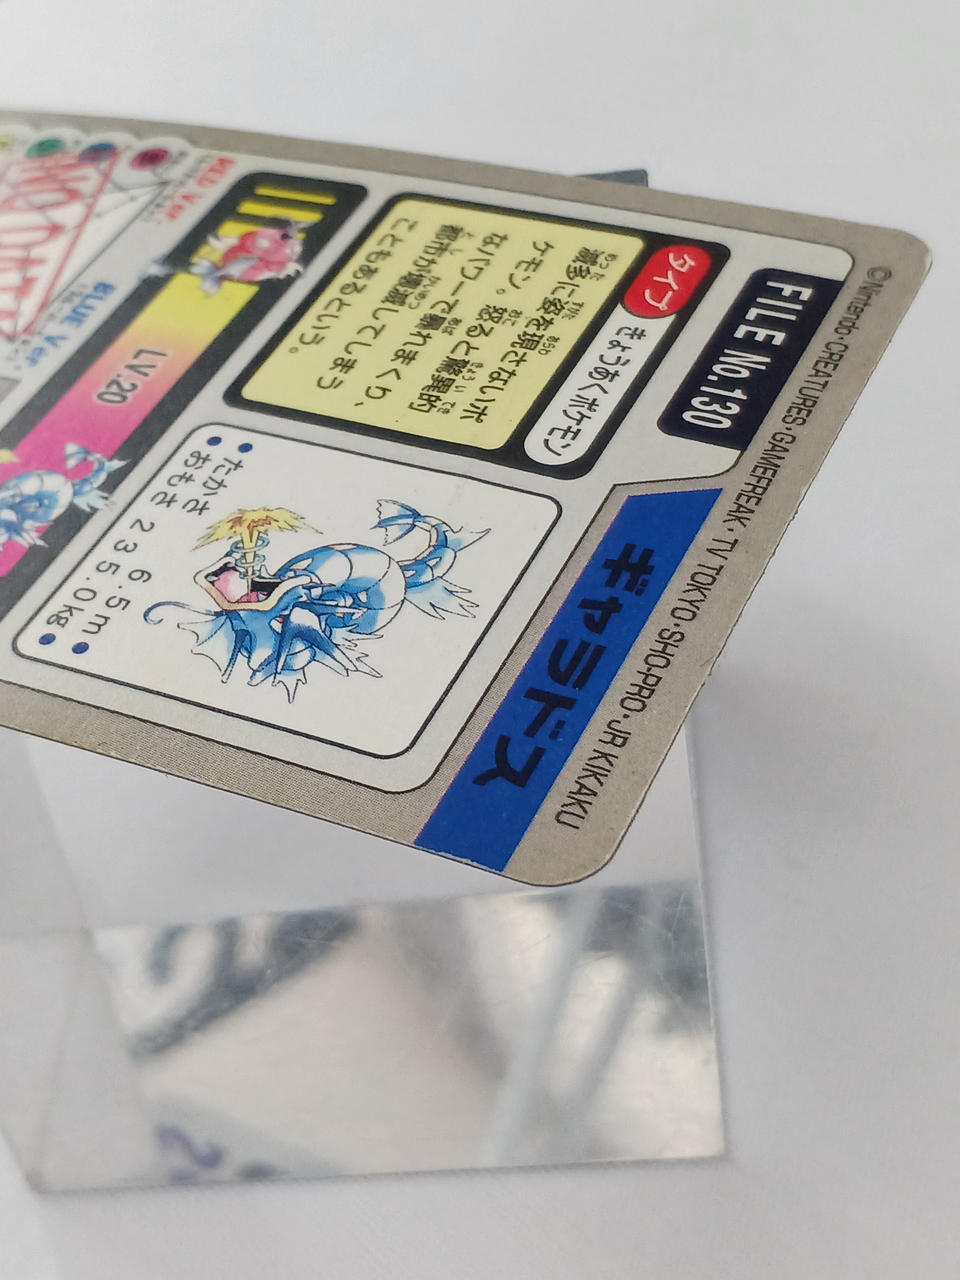 ©Nintendo·CREATURES·GAMEFREAK·TV TOKYO·SHO-PRO·JR KIKAKU
FILE No.130
ギャラドス
タイプ
きょうあくポケモン
滅多に姿を現さないポ
ケモン。怒ると驚異的
なパワーで暴れまくり、
都市が壊滅してしまう
こともあるという。
たかさ 6.5m
おもさ 235.0kg
LV.20
RED Ver.
BLUE Ver.